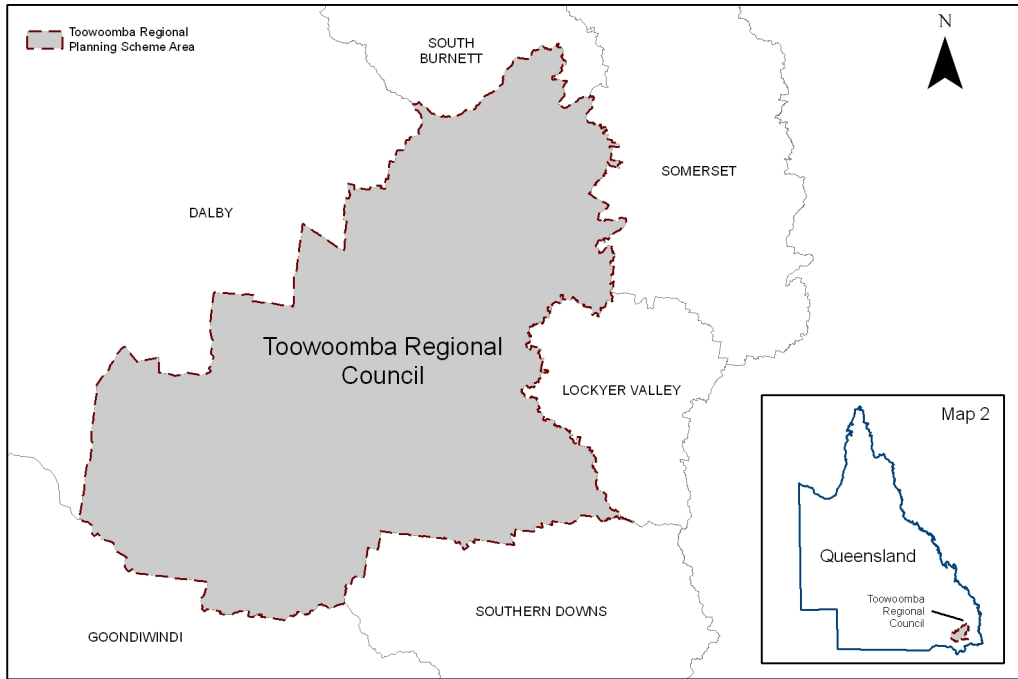 Toowoomba Regional
Planning Scheme Area
SOUTH
BURNETT
N
SOMERSET
DALBY
Toowoomba Regional
Council
LOCKYER VALLEY
Map 2
Queensland
Toowoomba
Regional
Council
SOUTHERN DOWNS
GOONDIWINDI